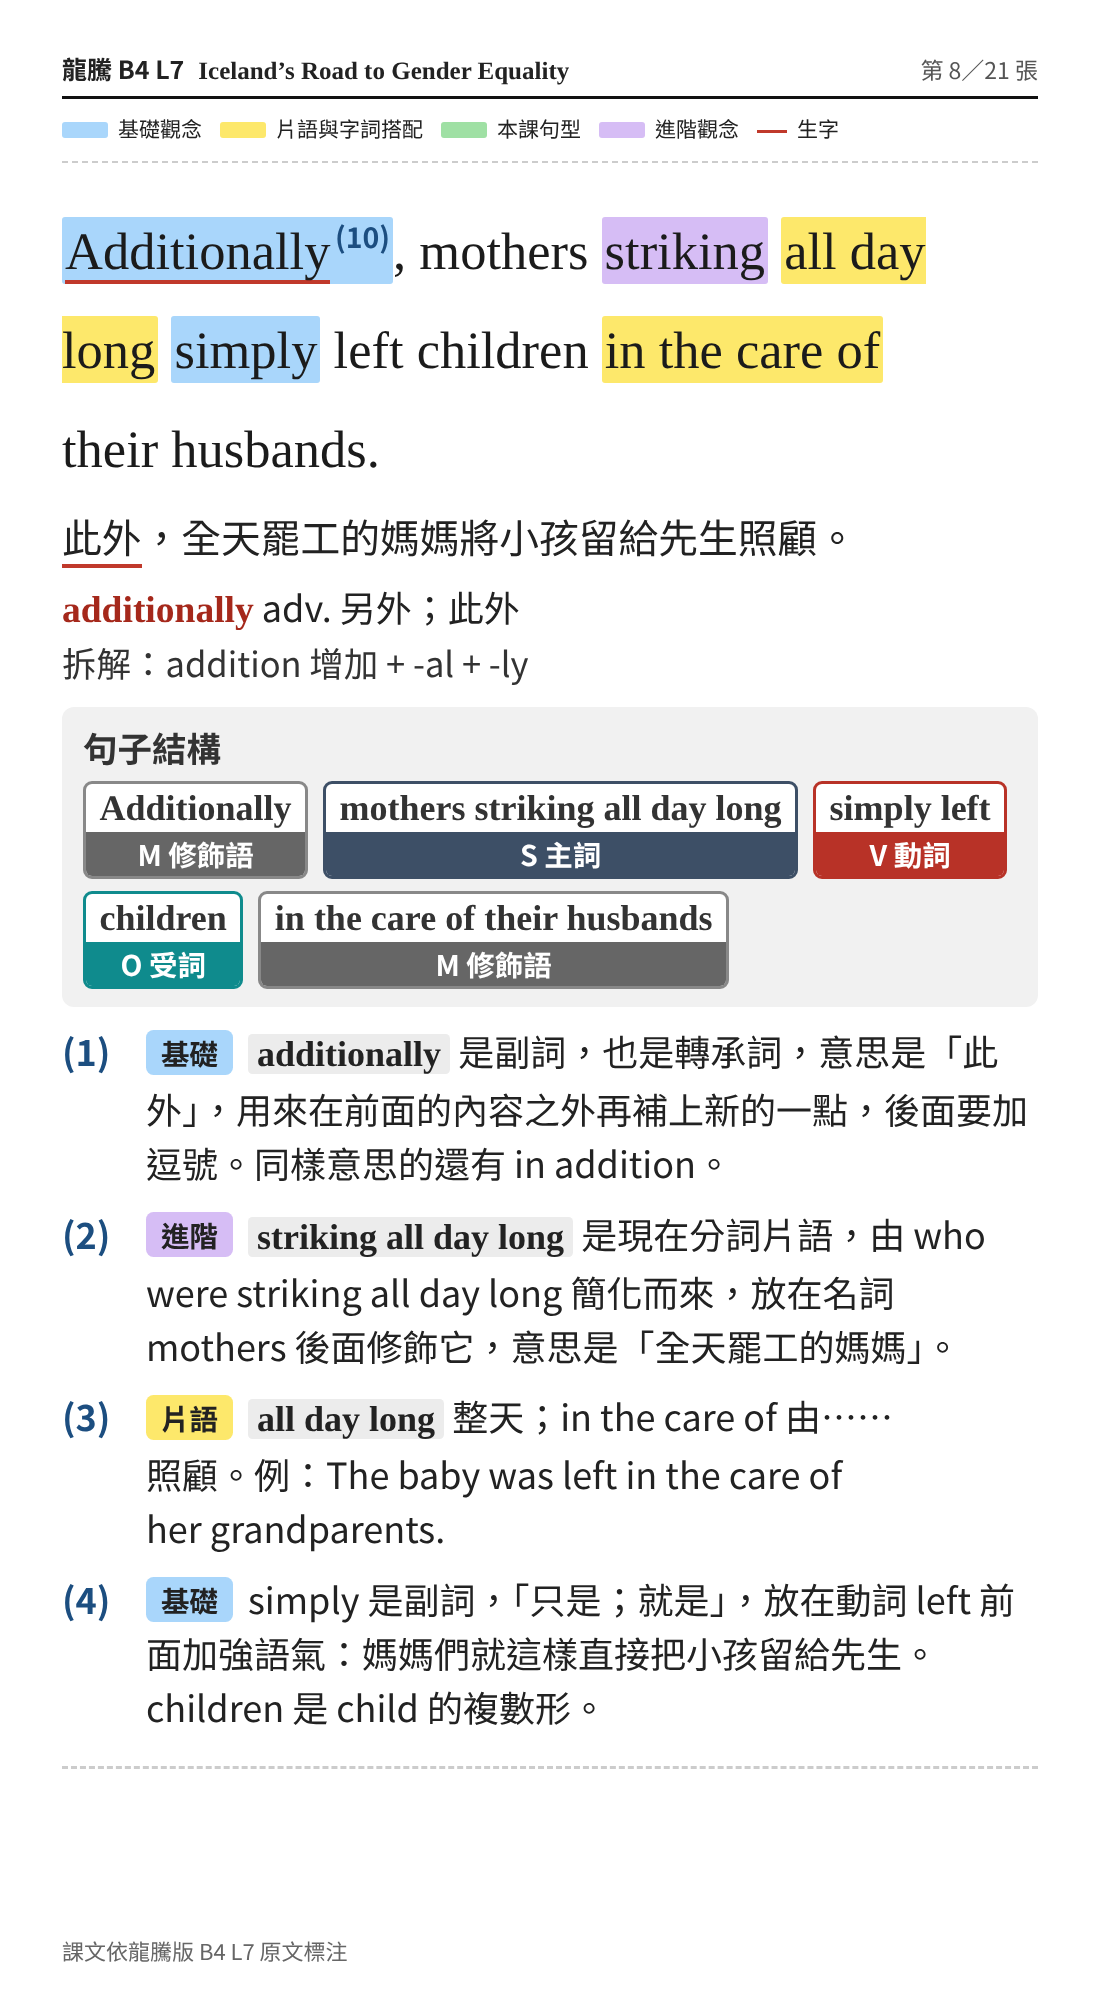 龍騰 B4 L7 Iceland’s Road to Gender Equality 第 8／21 張
基礎觀念 片語與字詞搭配 本課句型 進階觀念 生字
Additionally(10), mothers striking all day
long simply left children in the care of
their husbands.
此外，全天罷工的媽媽將小孩留給先生照顧。
additionally adv. 另外；此外
拆解：addition 增加 + -al + -ly
句子結構
Additionally mothers striking all day long simply left
M 修飾語 S 主詞 V 動詞
children in the care of their husbands
O 受詞 M 修飾語
(1) 基礎 additionally 是副詞，也是轉承詞，意思是「此
外」，用來在前面的內容之外再補上新的一點，後面要加
逗號。同樣意思的還有 in addition。
(2) 進階 striking all day long 是現在分詞片語，由 who
were striking all day long 簡化而來，放在名詞
mothers 後面修飾它，意思是「全天罷工的媽媽」。
(3) 片語 all day long 整天；in the care of 由……
照顧。例：The baby was left in the care of
her grandparents.
(4) 基礎 simply 是副詞，「只是；就是」，放在動詞 left 前
面加強語氣：媽媽們就這樣直接把小孩留給先生。
children 是 child 的複數形。
課文依龍騰版 B4 L7 原文標注